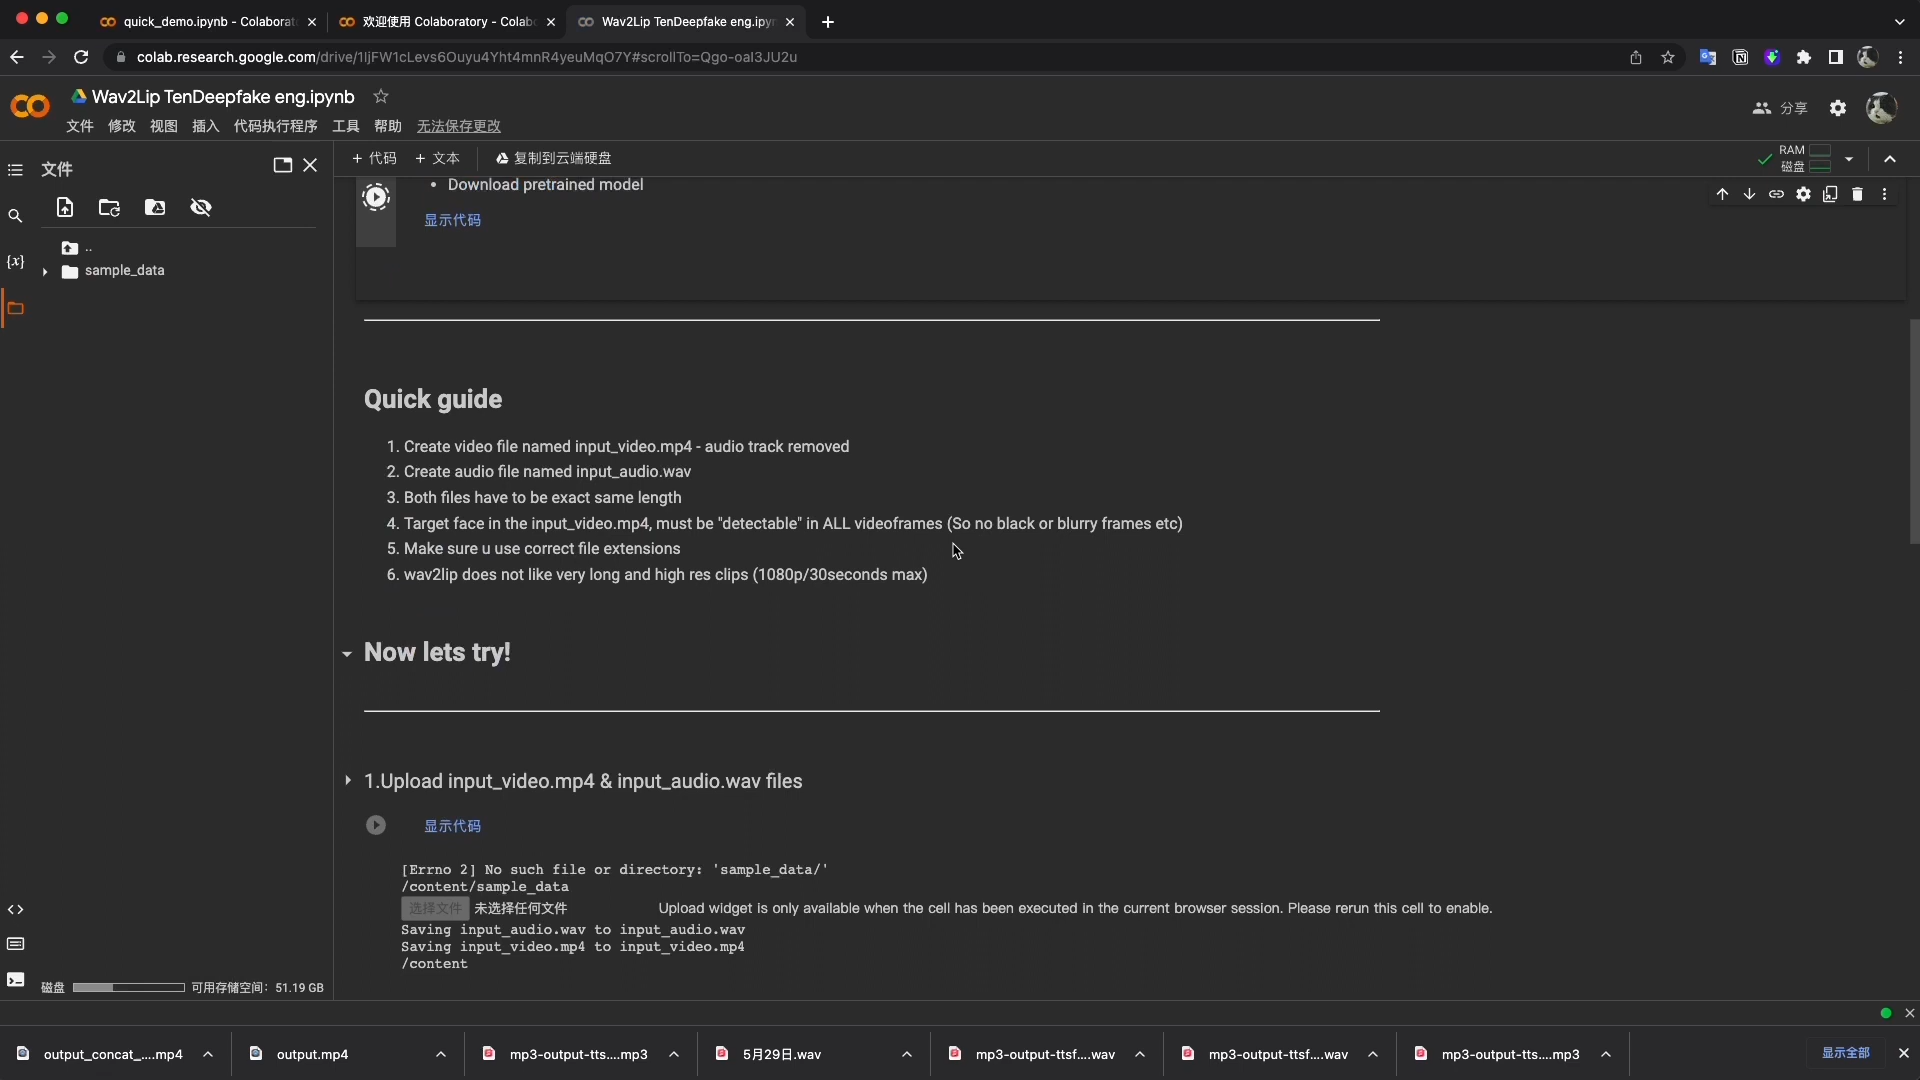 quick_demo.ipynb - Colaborat
欢迎使用 Colaboratory - Colab
Wav2Lip TenDeepfake eng.ipyn
colab.research.google.com/drive/1IjFW1cLevs6Ouyu4Yht4mnR4yeuMqO7Y#scrollTo=Qgo-oaI3JU2u
Wav2Lip TenDeepfake eng.ipynb
分享
文件 修改 视图 插入 代码执行程序 工具 帮助 无法保存更改
文件
+ 代码 + 文本 复制到云端硬盘
RAM
磁盘
• Download pretrained model
显示代码
..
{x}
sample_data
Quick guide
1. Create video file named input_video.mp4 - audio track removed
2. Create audio file named input_audio.wav
3. Both files have to be exact same length
4. Target face in the input_video.mp4, must be "detectable" in ALL videoframes (So no black or blurry frames etc)
5. Make sure u use correct file extensions
6. wav2lip does not like very long and high res clips (1080p/30seconds max)
Now lets try!
1.Upload input_video.mp4 & input_audio.wav files
显示代码
[Errno 2] No such file or directory: 'sample_data/'
/content/sample_data
选择文件 未选择任何文件 Upload widget is only available when the cell has been executed in the current browser session. Please rerun this cell to enable.
Saving input_audio.wav to input_audio.wav
Saving input_video.mp4 to input_video.mp4
/content
磁盘 可用存储空间：51.19 GB
output_concat_....mp4
output.mp4
mp3-output-tts....mp3
5月29日.wav
mp3-output-ttsf....wav
mp3-output-ttsf....wav
mp3-output-tts....mp3
显示全部